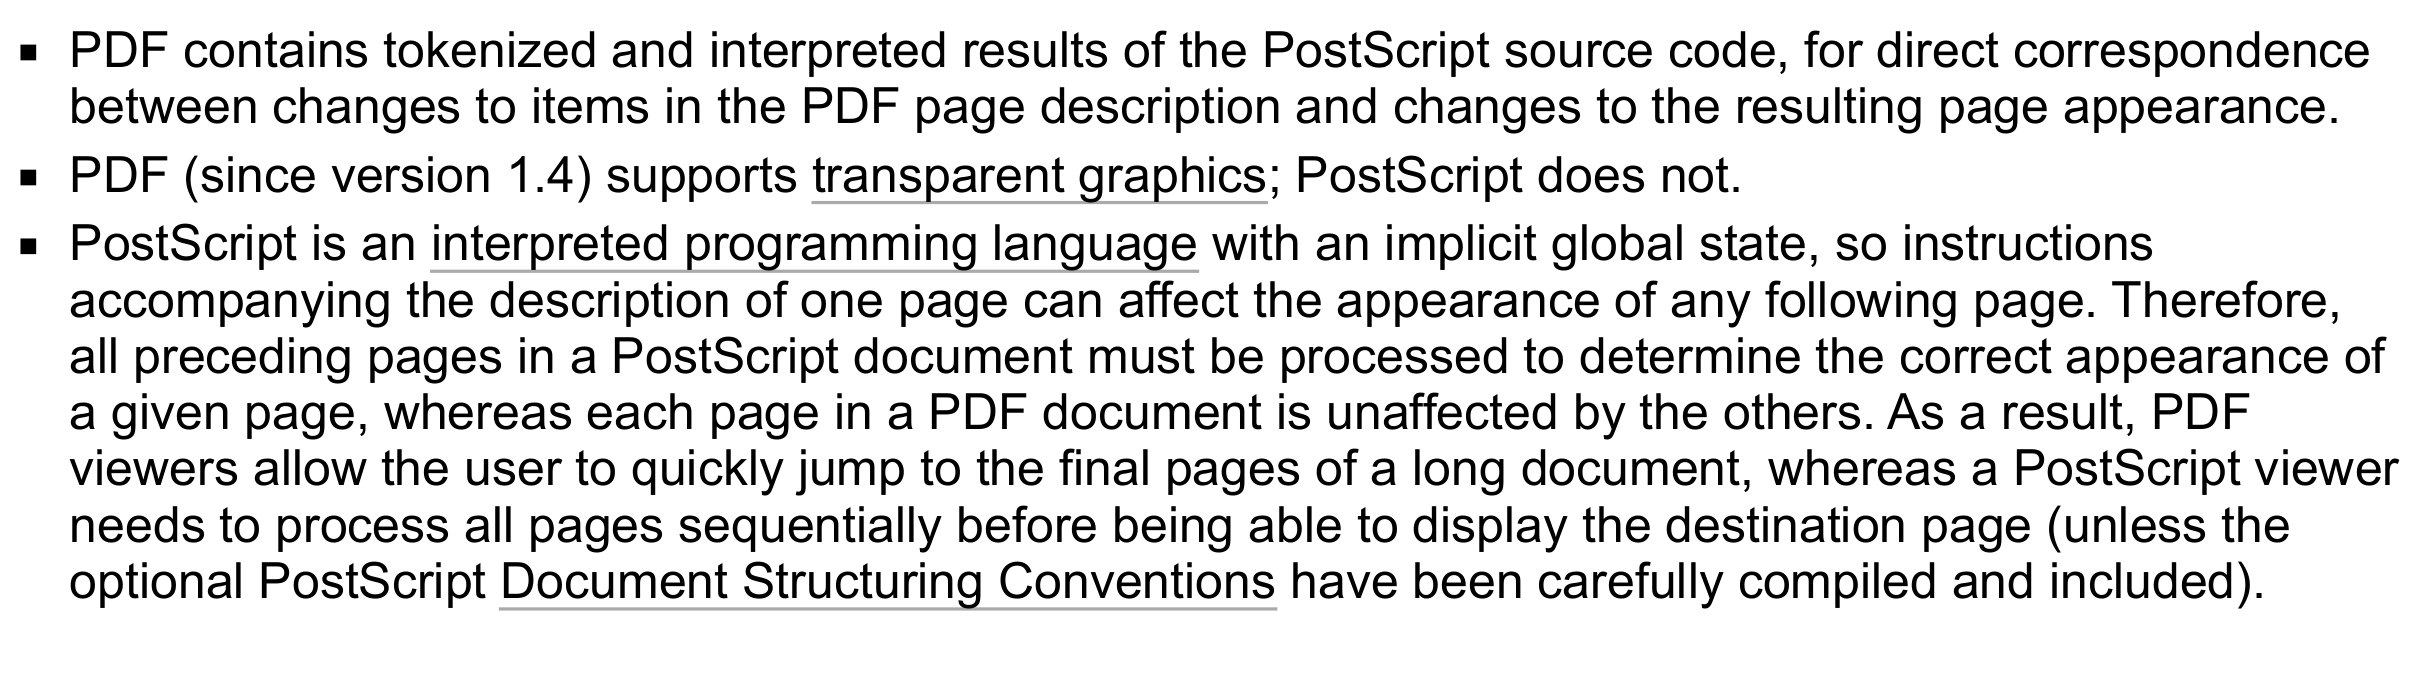 ▪ PDF contains tokenized and interpreted results of the PostScript source code, for direct correspondence
between changes to items in the PDF page description and changes to the resulting page appearance.
▪ PDF (since version 1.4) supports transparent graphics; PostScript does not.
▪ PostScript is an interpreted programming language with an implicit global state, so instructions
accompanying the description of one page can affect the appearance of any following page. Therefore,
all preceding pages in a PostScript document must be processed to determine the correct appearance of
a given page, whereas each page in a PDF document is unaffected by the others. As a result, PDF
viewers allow the user to quickly jump to the final pages of a long document, whereas a PostScript viewer
needs to process all pages sequentially before being able to display the destination page (unless the
optional PostScript Document Structuring Conventions have been carefully compiled and included).